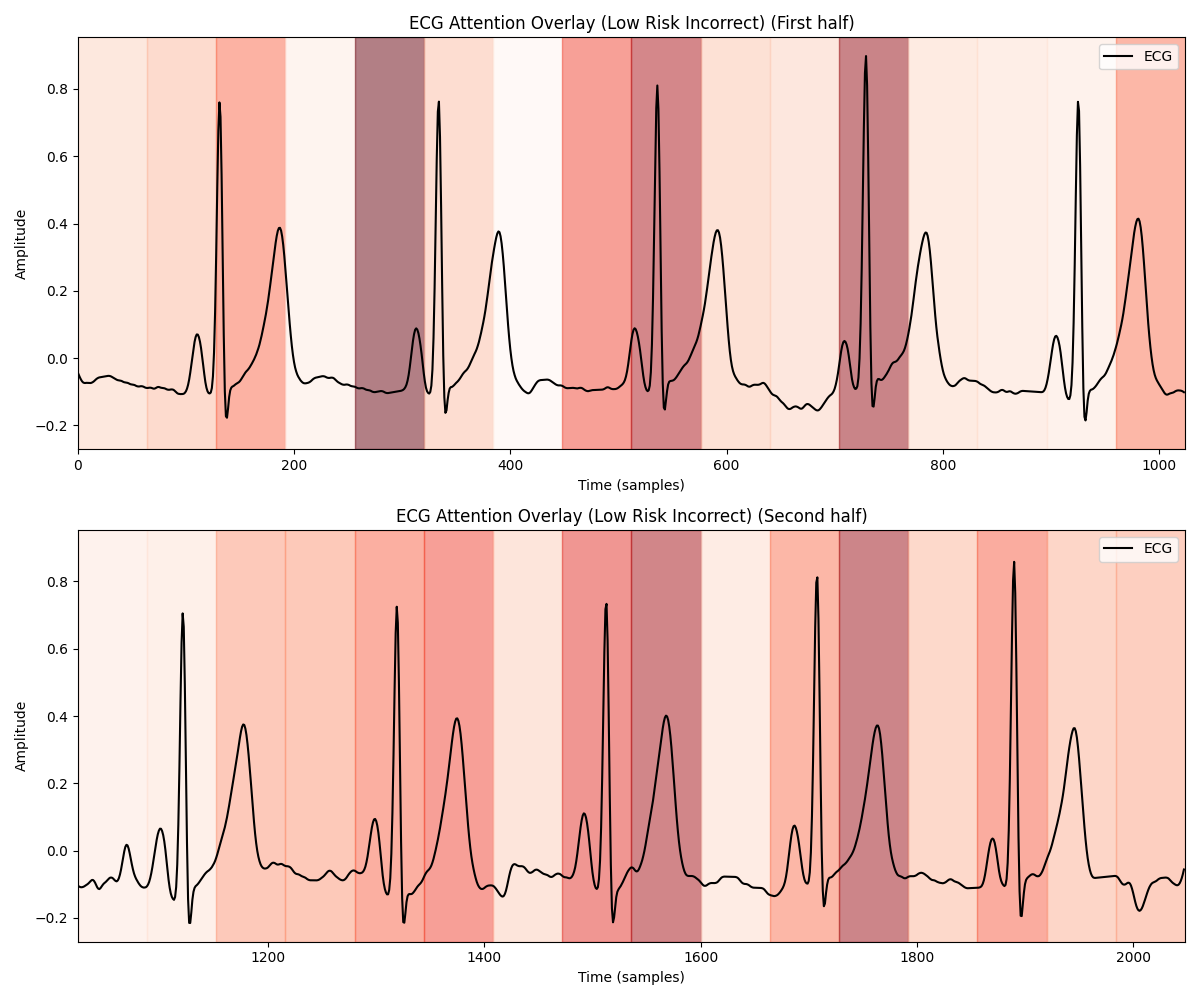 ECG Attention Overlay (Low Risk Incorrect) (First half)
ECG
Amplitude
0.8
0.6
0.4
0.2
0.0
−0.2
0 200 400 600 800 1000
Time (samples)
ECG Attention Overlay (Low Risk Incorrect) (Second half)
ECG
Amplitude
0.8
0.6
0.4
0.2
0.0
−0.2
1200 1400 1600 1800 2000
Time (samples)